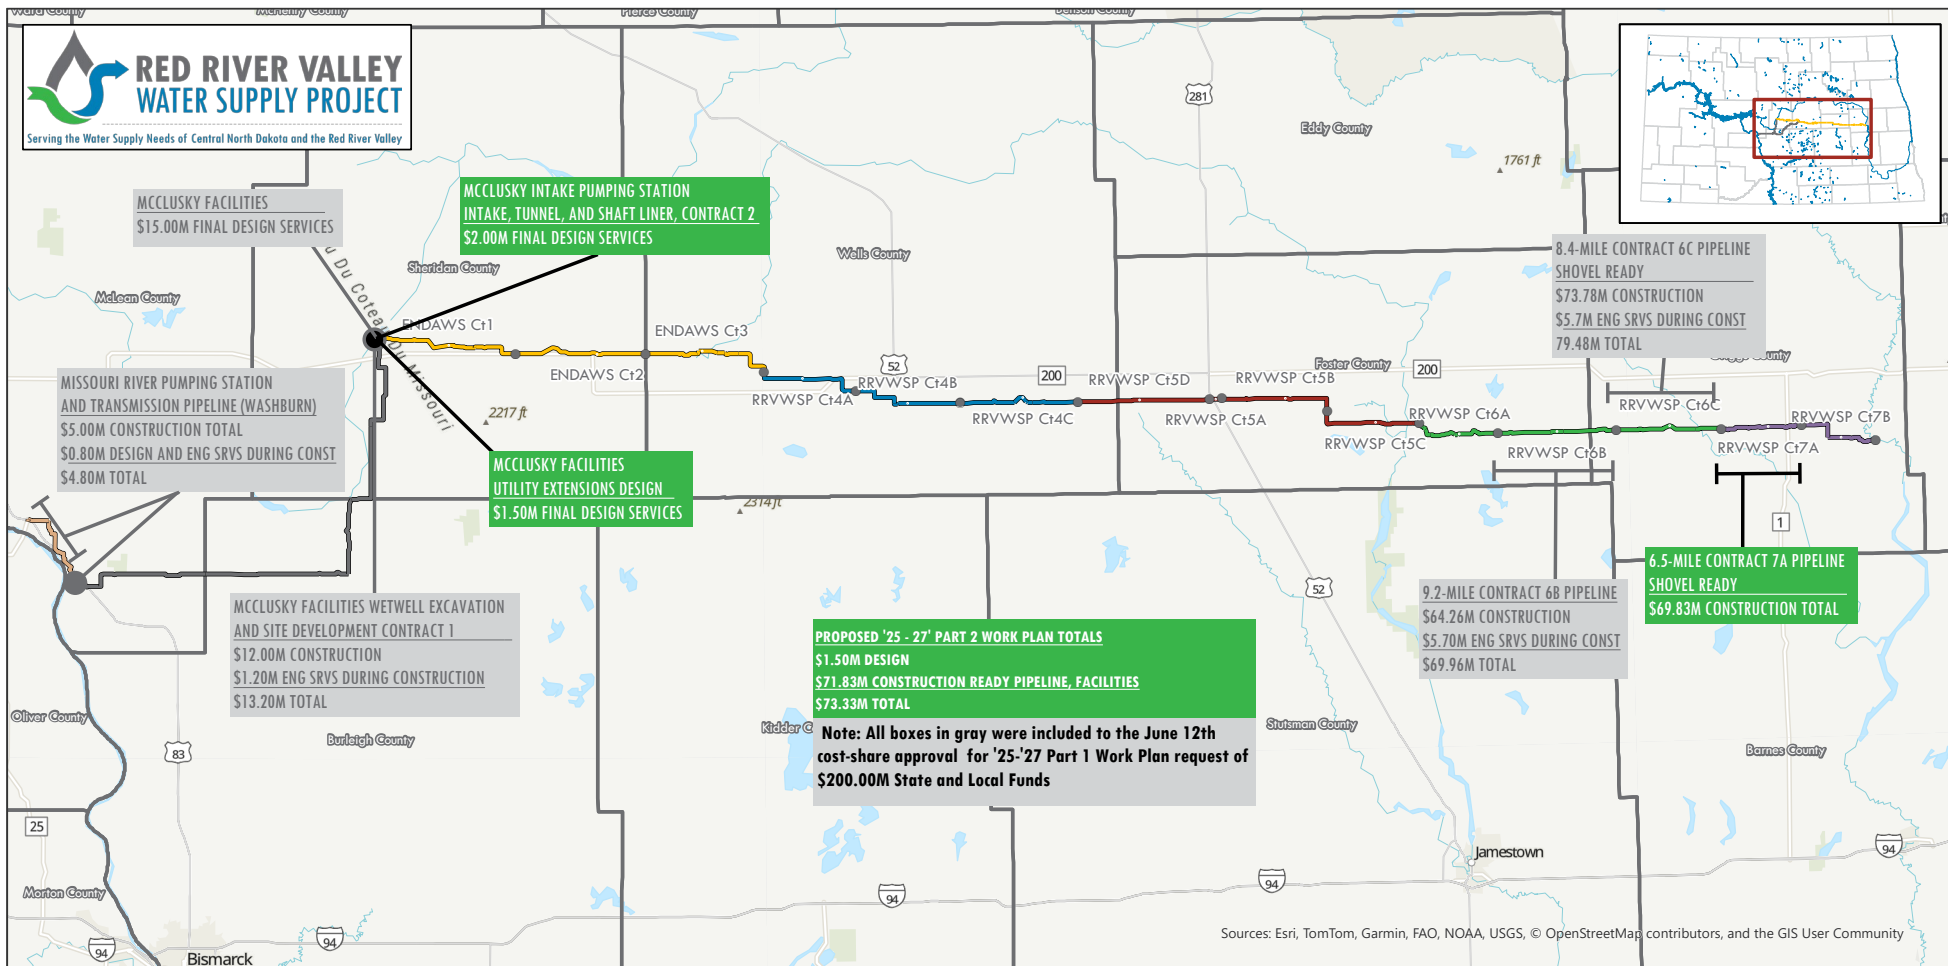 Ward County
McHenry County
Pierce County
Benson County
RED RIVER VALLEY
WATER SUPPLY PROJECT
Serving the Water Supply Needs of Central North Dakota and the Red River Valley
281
Eddy County
1761 ft
MCCLUSKY FACILITIES
$15.00M FINAL DESIGN SERVICES
MCCLUSKY INTAKE PUMPING STATION
INTAKE, TUNNEL, AND SHAFT LINER, CONTRACT 2
$2.00M FINAL DESIGN SERVICES
Sheridan County
Wells County
McLean County
Du Coteau Du Missouri
8.4-MILE CONTRACT 6C PIPELINE
SHOVEL READY
$73.78M CONSTRUCTION
$5.7M ENG SRVS DURING CONST
79.48M TOTAL
County
ENDAWS Ct1
ENDAWS Ct2
ENDAWS Ct3
52
200
Foster County
200
RRVWSP Ct4A
RRVWSP Ct4B
RRVWSP Ct4C
RRVWSP Ct5D
RRVWSP Ct5A
RRVWSP Ct5B
RRVWSP Ct5C
RRVWSP Ct6A
RRVWSP Ct6B
RRVWSP Ct6C
RRVWSP Ct7A
RRVWSP Ct7B
MISSOURI RIVER PUMPING STATION
AND TRANSMISSION PIPELINE (WASHBURN)
$5.00M CONSTRUCTION TOTAL
$0.80M DESIGN AND ENG SRVS DURING CONST
$4.80M TOTAL
2217 ft
MCCLUSKY FACILITIES
UTILITY EXTENSIONS DESIGN
$1.50M FINAL DESIGN SERVICES
2314 ft
1
52
6.5-MILE CONTRACT 7A PIPELINE
SHOVEL READY
$69.83M CONSTRUCTION TOTAL
9.2-MILE CONTRACT 6B PIPELINE
$64.26M CONSTRUCTION
$5.70M ENG SRVS DURING CONST
$69.96M TOTAL
MCCLUSKY FACILITIES WETWELL EXCAVATION
AND SITE DEVELOPMENT CONTRACT 1
$12.00M CONSTRUCTION
$1.20M ENG SRVS DURING CONSTRUCTION
$13.20M TOTAL
PROPOSED '25 - 27' PART 2 WORK PLAN TOTALS
$1.50M DESIGN
$71.83M CONSTRUCTION READY PIPELINE, FACILITIES
$73.33M TOTAL
Note: All boxes in gray were included to the June 12th
cost-share approval for '25-'27 Part 1 Work Plan request of
$200.00M State and Local Funds
Oliver County
83
Burleigh County
Kidder C
Stutsman County
Barnes County
25
Morton County
Jamestown
94
94
94
94
94
Bismarck
Sources: Esri, TomTom, Garmin, FAO, NOAA, USGS, © OpenStreetMap contributors, and the GIS User Community